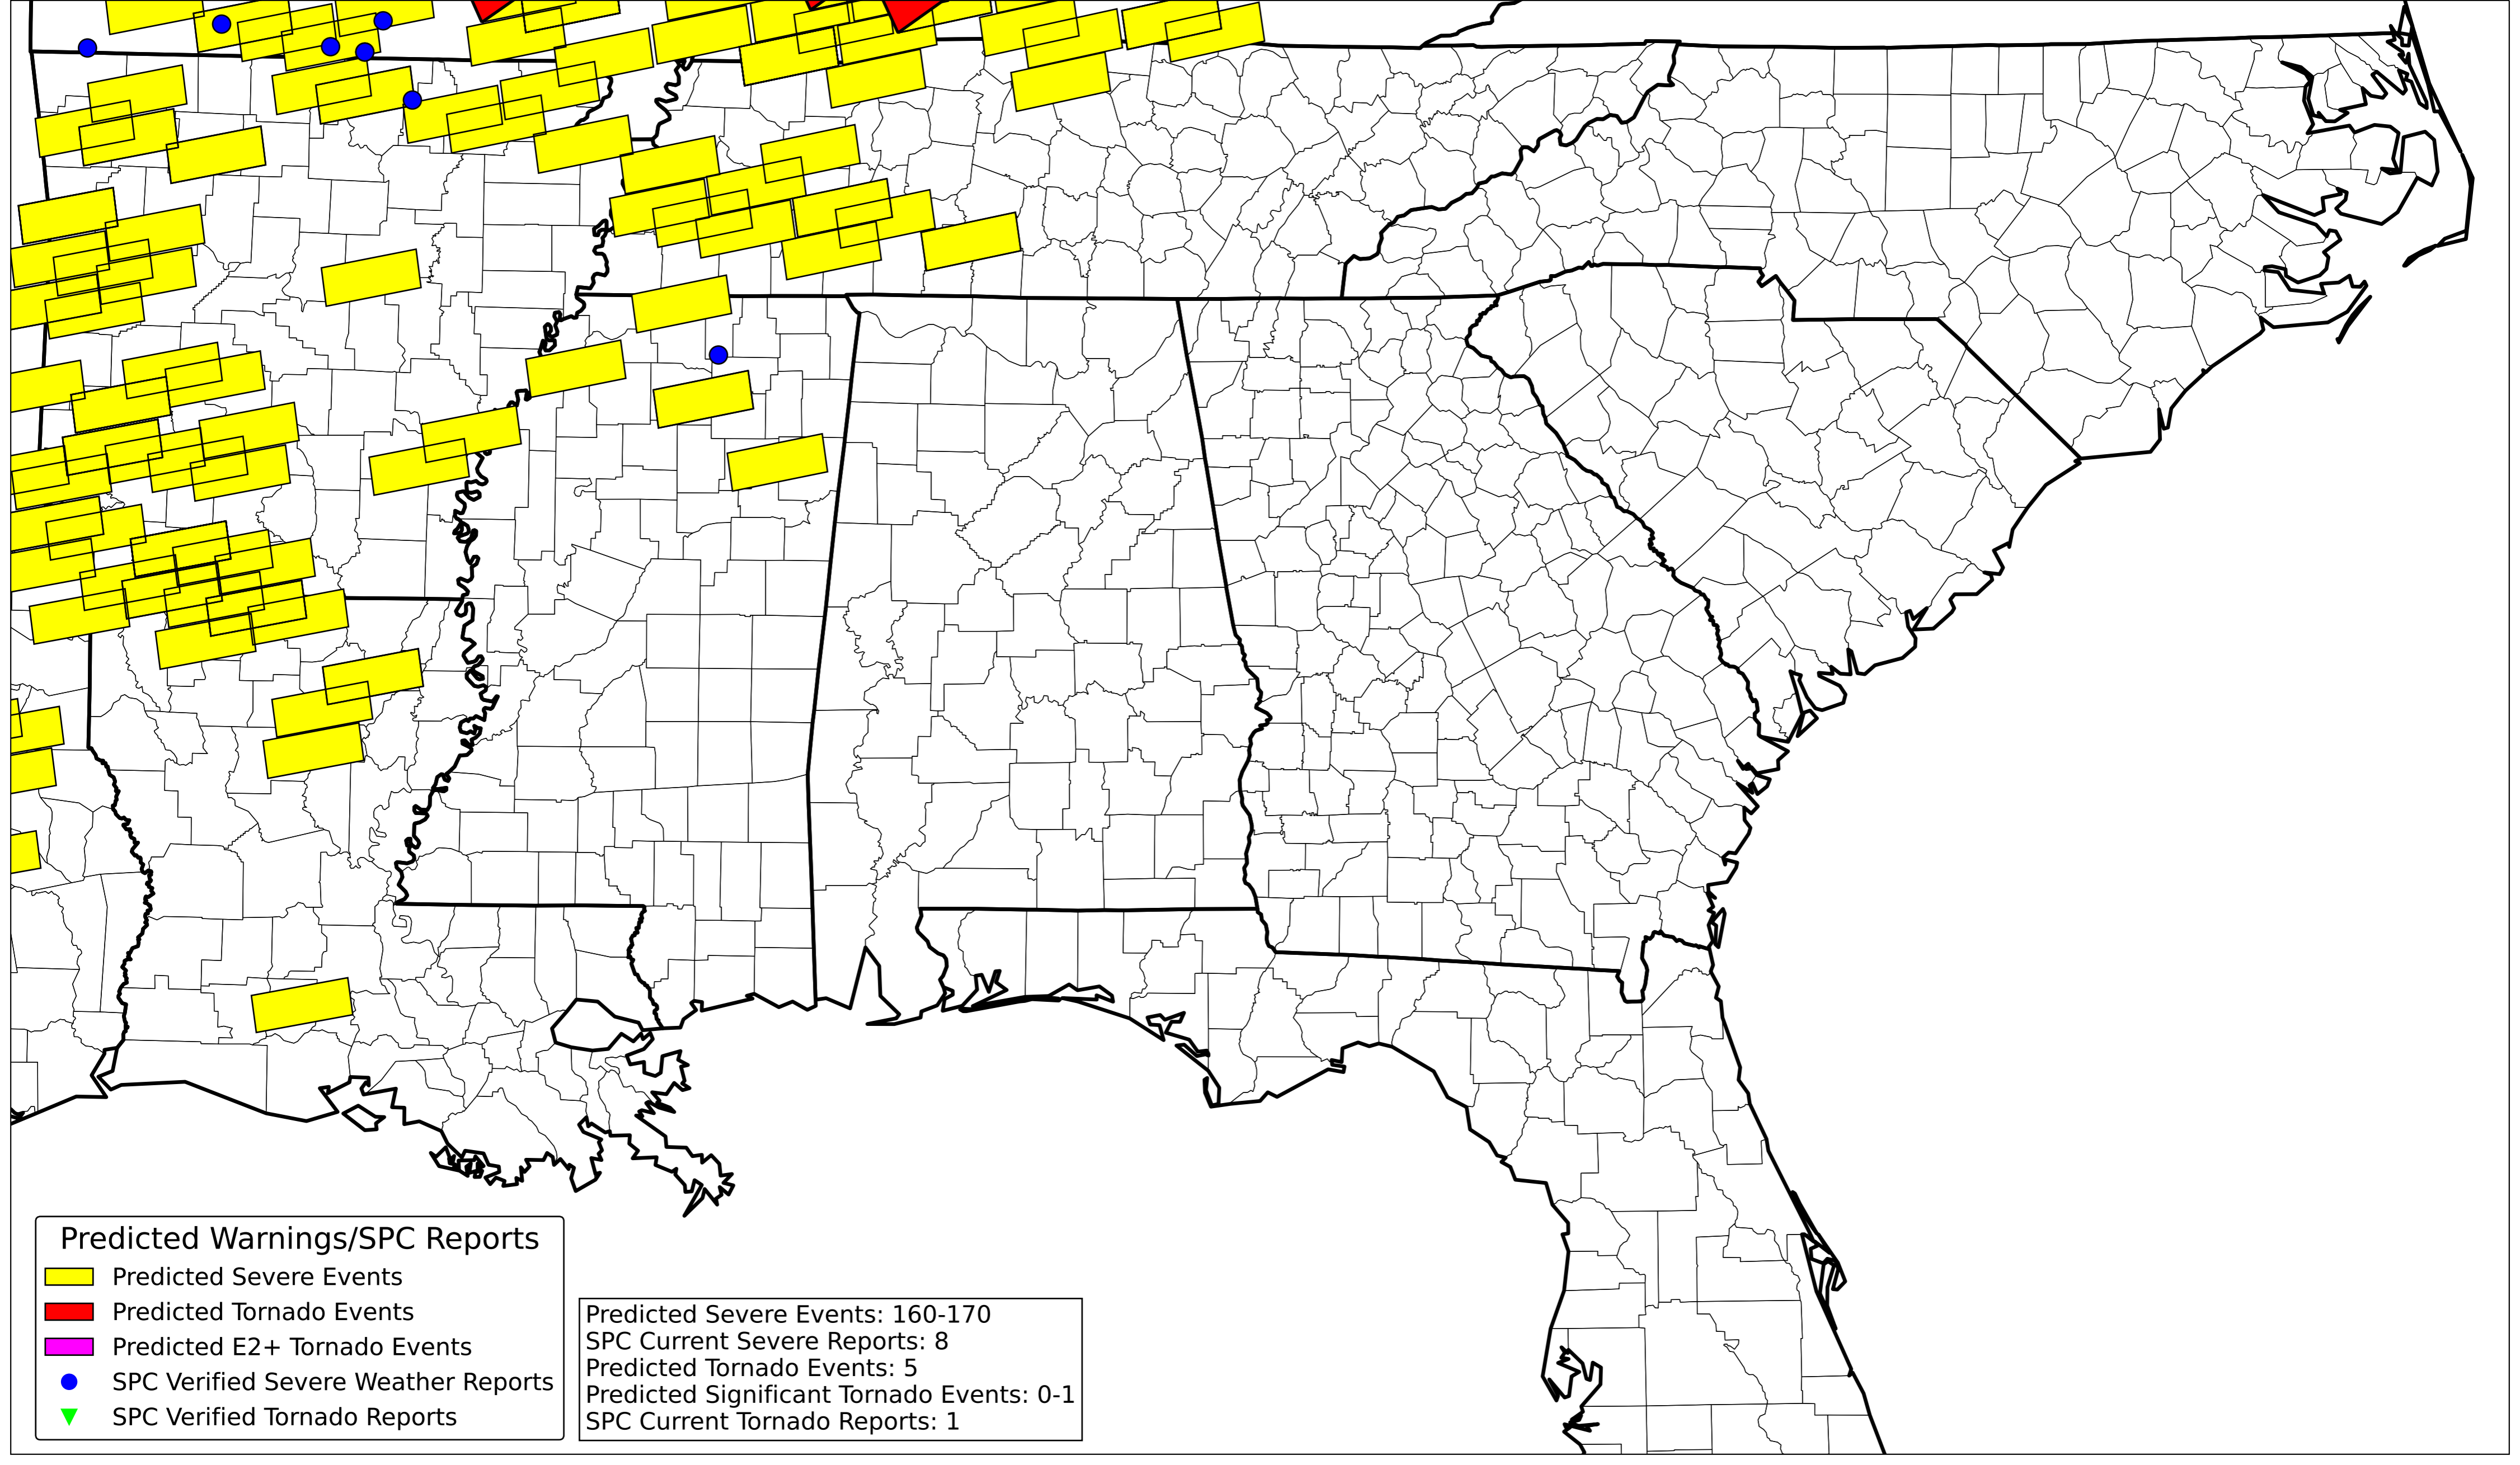 Predicted Warnings/SPC Reports
Predicted Severe Events
Predicted Tornado Events
Predicted E2+ Tornado Events
SPC Verified Severe Weather Reports
SPC Verified Tornado Reports
Predicted Severe Events: 160-170
SPC Current Severe Reports: 8
Predicted Tornado Events: 5
Predicted Significant Tornado Events: 0-1
SPC Current Tornado Reports: 1